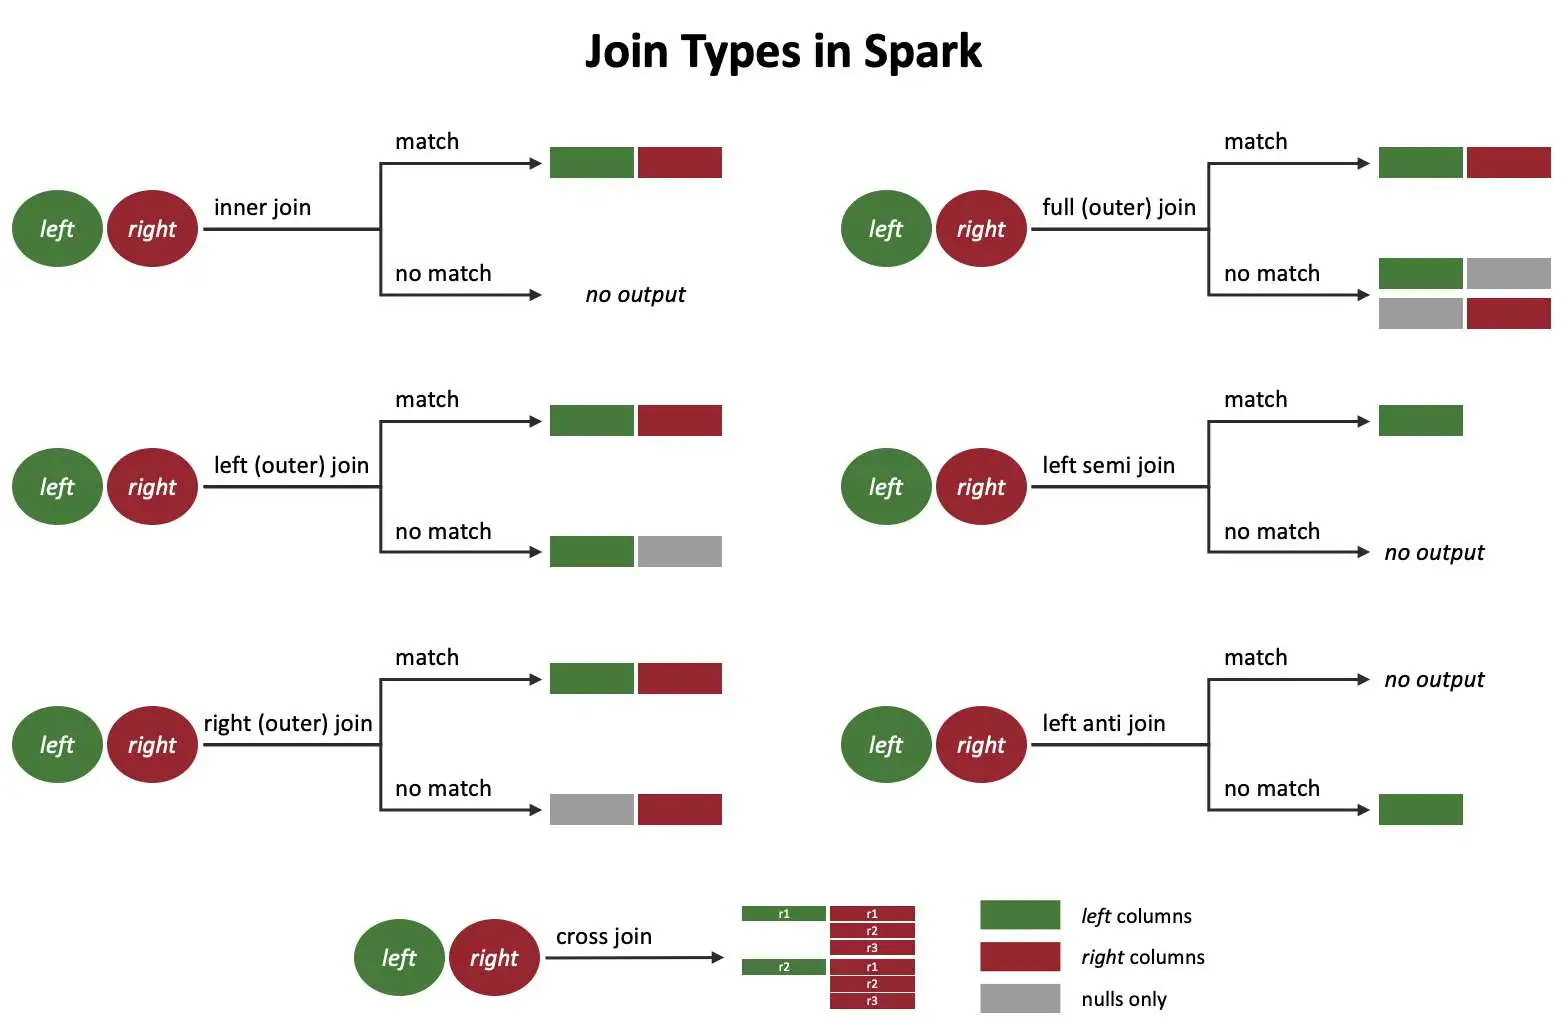 Join Types in Spark
left
right
inner join
match
no match
no output
left
right
full (outer) join
match
no match
left
right
left (outer) join
match
no match
left
right
left semi join
match
no match
no output
left
right
right (outer) join
match
no match
left
right
left anti join
match
no output
no match
left
right
cross join
r1
r1
r2
r3
r2
r1
r2
r3
left columns
right columns
nulls only